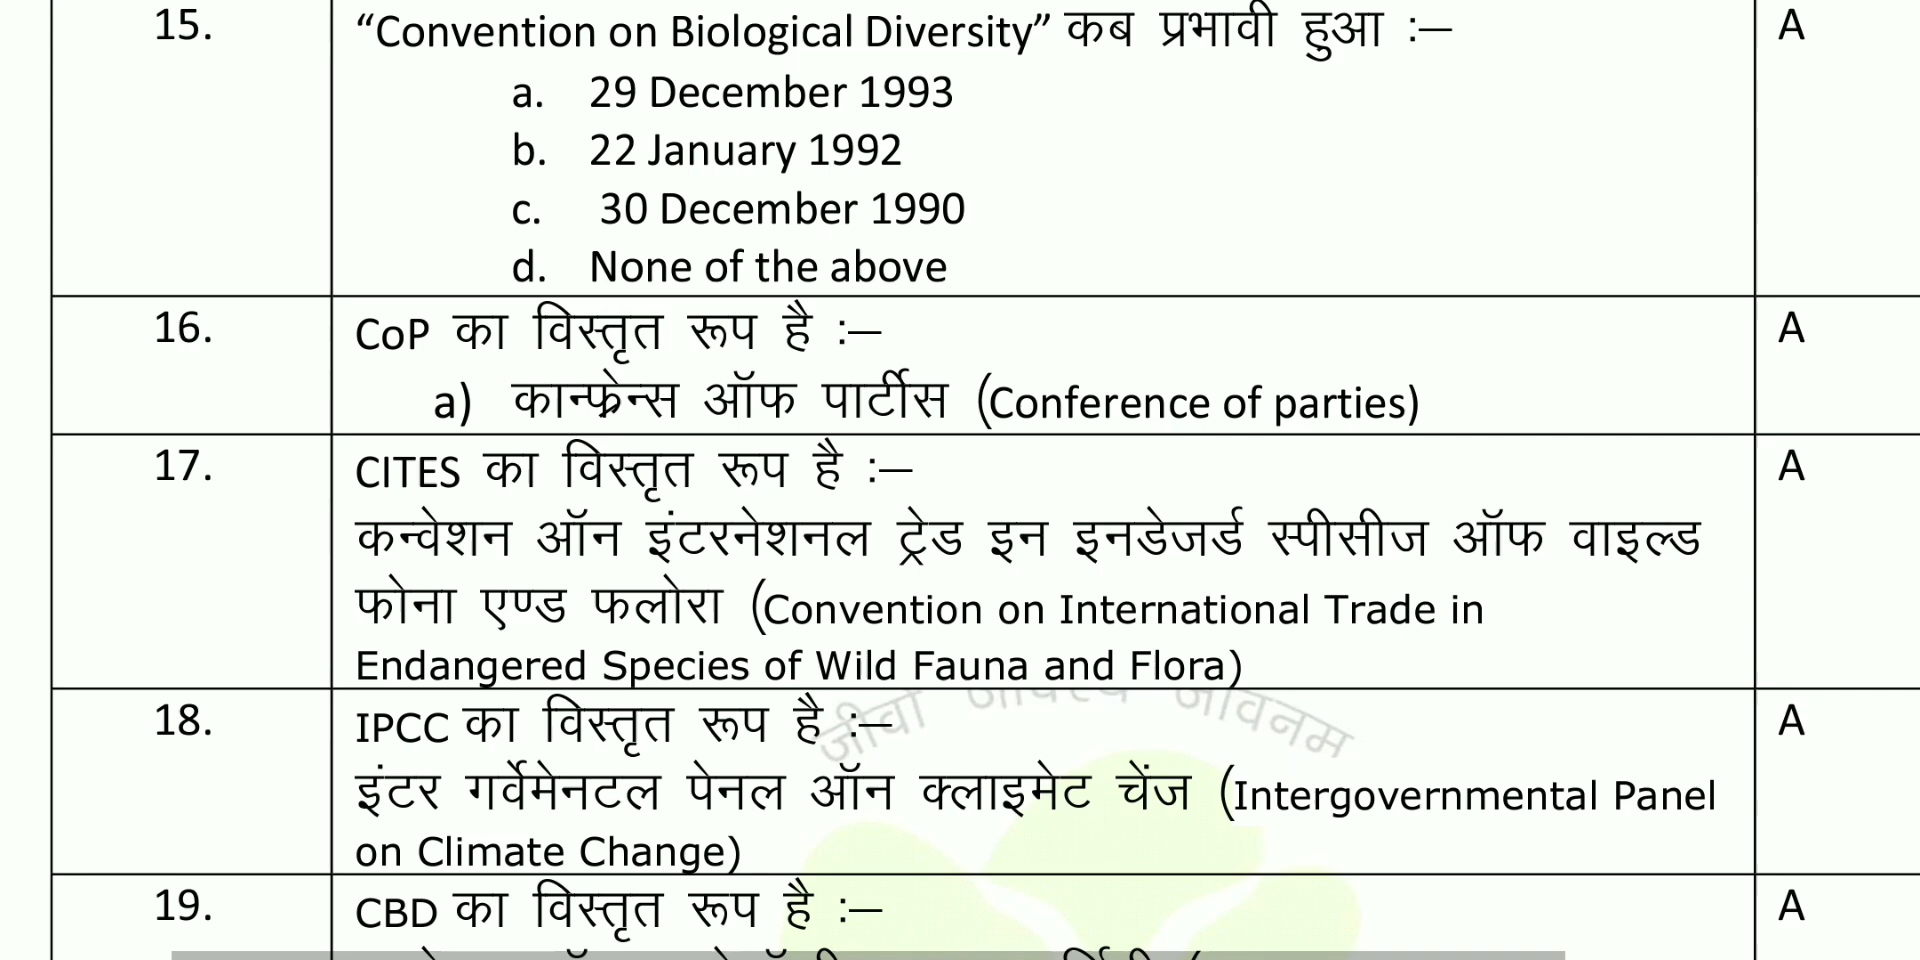 15.
“Convention on Biological Diversity” कब प्रभावी हुआ :–
A
a. 29 December 1993
b. 22 January 1992
c. 30 December 1990
d. None of the above
16.
CoP का विस्तृत रूप है :–
A
a) कान्फ्रेन्स ऑफ पार्टीस (Conference of parties)
17.
CITES का विस्तृत रूप है :–
A
कन्वेशन ऑन इंटरनेशनल ट्रेड इन इनडेजर्ड स्पीसीज ऑफ वाइल्ड
फोना एण्ड फलोरा (Convention on International Trade in
Endangered Species of Wild Fauna and Flora)
18.
IPCC का विस्तृत रूप है :–
A
इंटर गर्वेमेनटल पेनल ऑन क्लाइमेट चेंज (Intergovernmental Panel
on Climate Change)
19.
CBD का विस्तृत रूप है :–
A